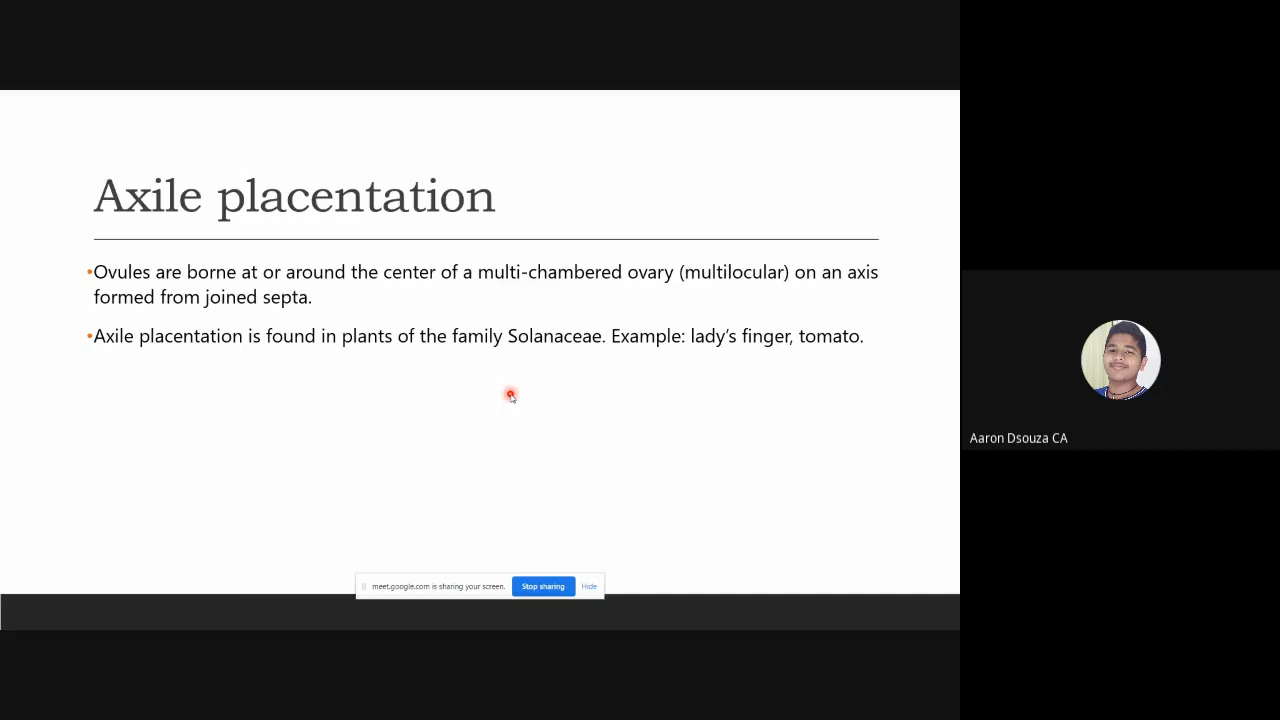 Axile placentation
•Ovules are borne at or around the center of a multi-chambered ovary (multilocular) on an axis
formed from joined septa.
•Axile placentation is found in plants of the family Solanaceae. Example: lady’s finger, tomato.
Aaron Dsouza CA
meet.google.com is sharing your screen. Stop sharing Hide